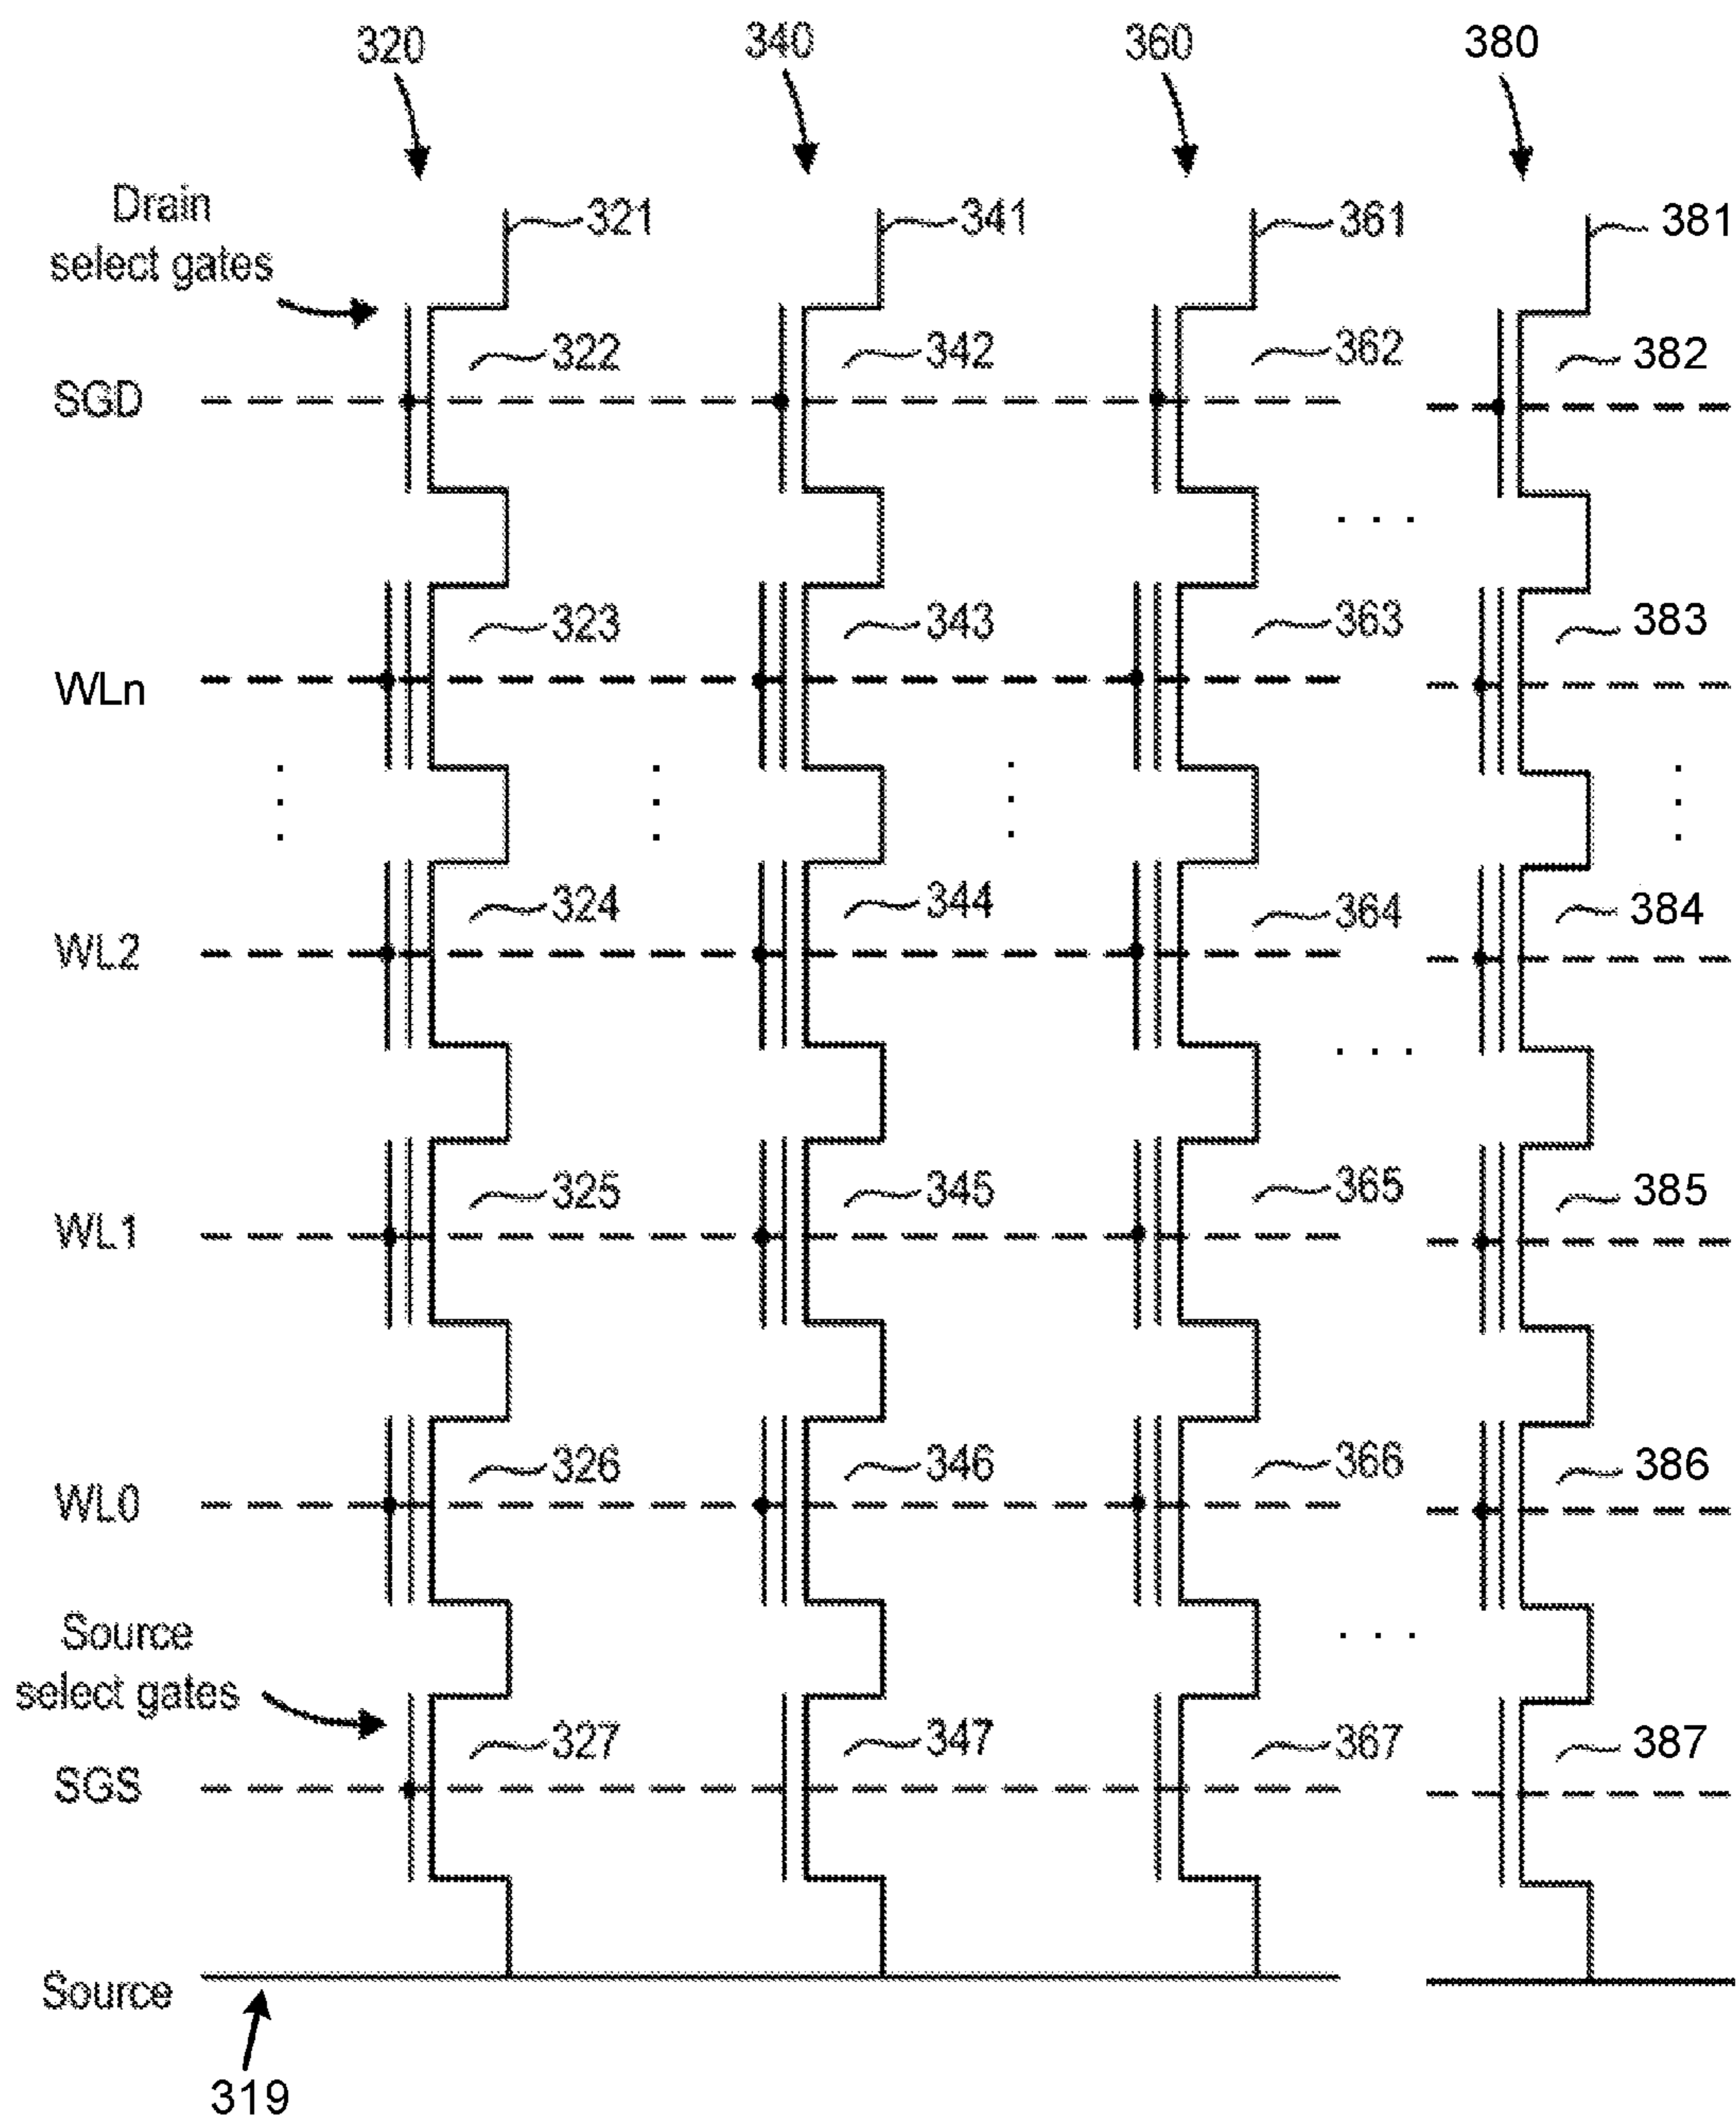 320 340 360 380
321 341 361 381
Drain
select gates
322 342 362 382
SGD
. . .
323 343 363 383
WLn
324 344 364 384
WL2
. . .
325 345 365 385
WL1
326 346 366 386
WL0
Source
select gates
. . .
327 347 367 387
SGS
Source
319